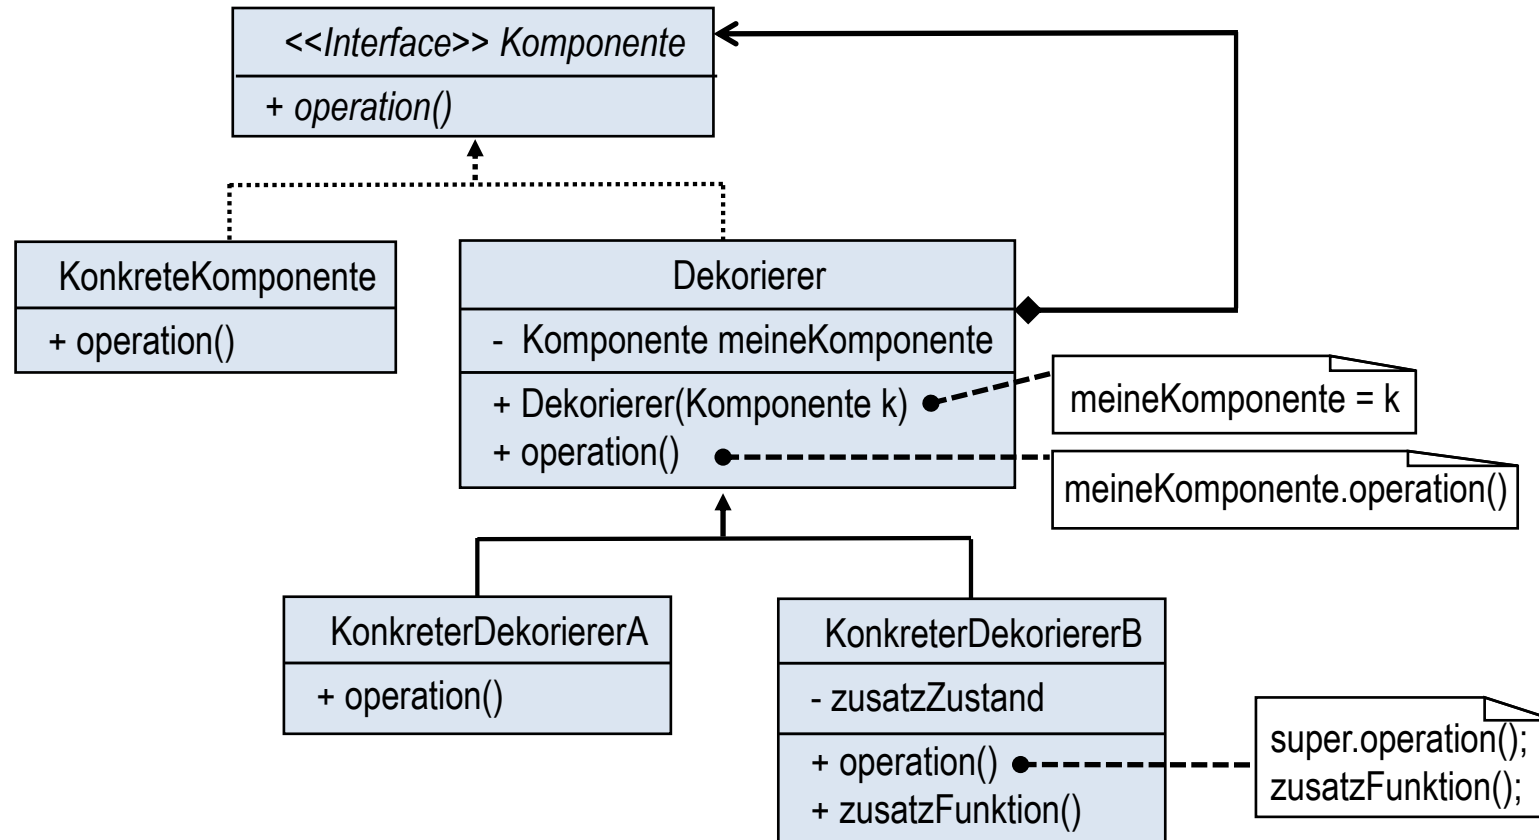 <<Interface>> Komponente
+ operation()
KonkreteKomponente
+ operation()
Dekorierer
- Komponente meineKomponente
+ Dekorierer(Komponente k)
+ operation()
meineKomponente = k
meineKomponente.operation()
KonkreterDekoriererA
+ operation()
KonkreterDekoriererB
- zusatzZustand
+ operation()
+ zusatzFunktion()
super.operation();
zusatzFunktion();